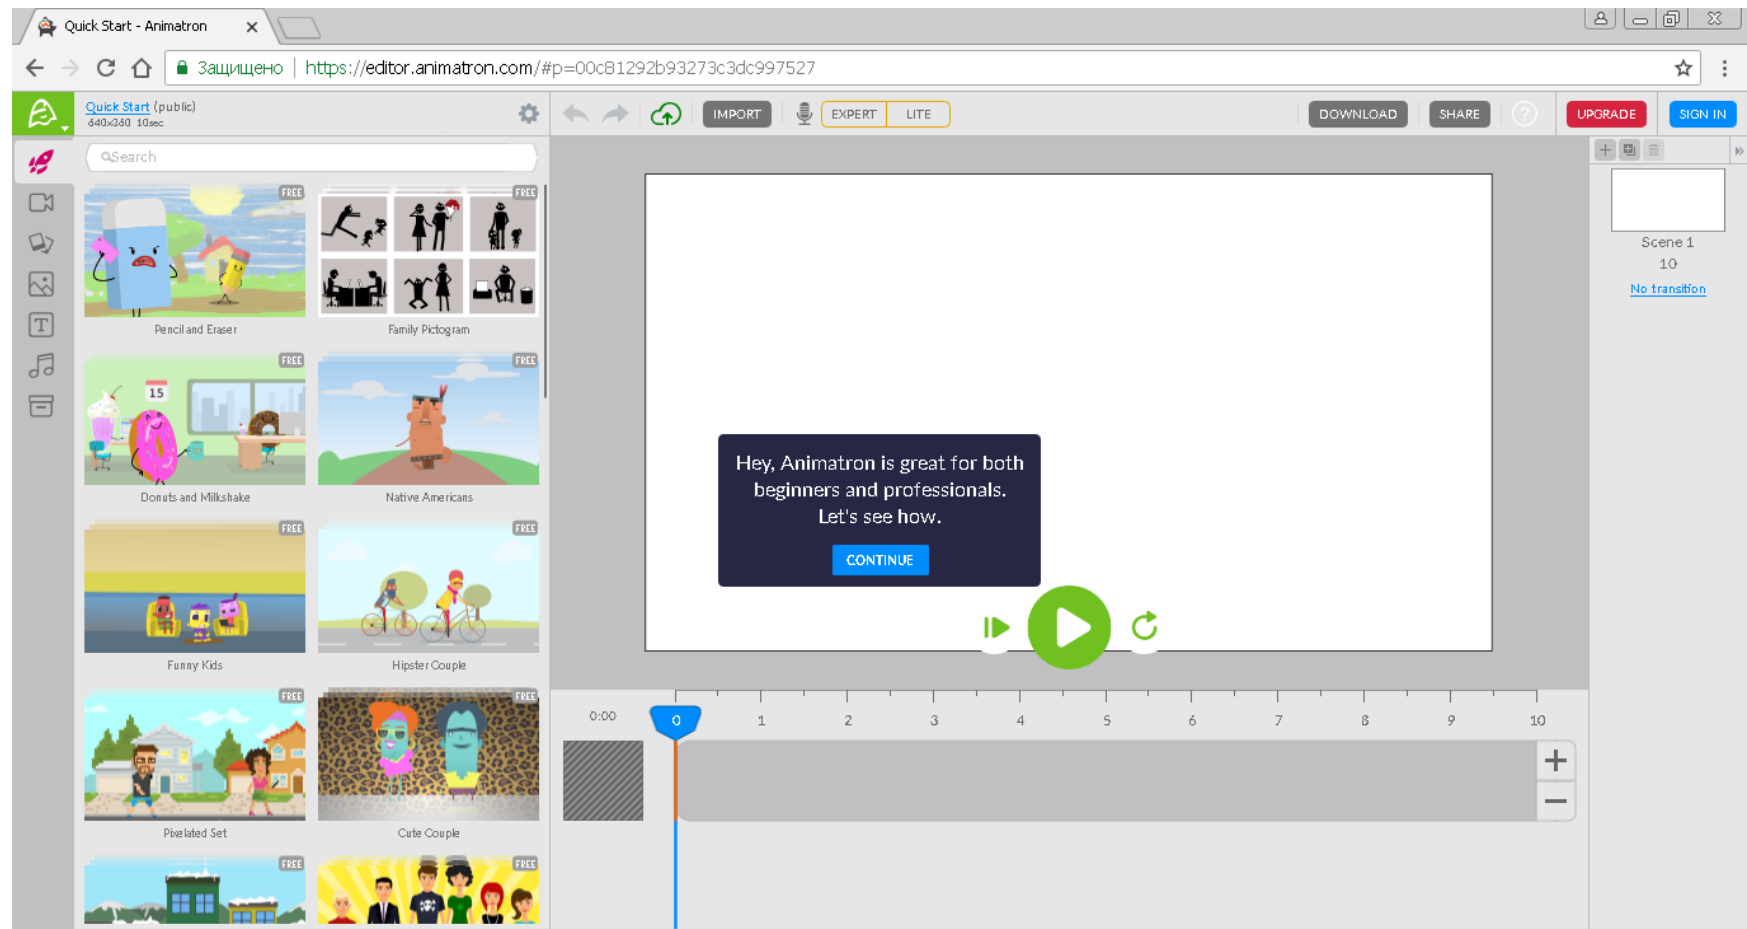 Quick Start - Animatron
Защищено
https://editor.animatron.com/#p=00c81292b93273c3dc997527
Quick Start (public)
640x360 10sec
IMPORT
EXPERT
LITE
DOWNLOAD
SHARE
?
UPGRADE
SIGN IN
Search
FREE
FREE
Pencil and Eraser
Family Pictogram
FREE
FREE
15
Donuts and Milkshake
Native Americans
FREE
FREE
Funny Kids
Hipster Couple
FREE
FREE
Pixelated Set
Cute Couple
FREE
FREE
Hey, Animatron is great for both
beginners and professionals.
Let's see how.
CONTINUE
Scene 1
10
No transition
0:00
0 1 2 3 4 5 6 7 8 9 10